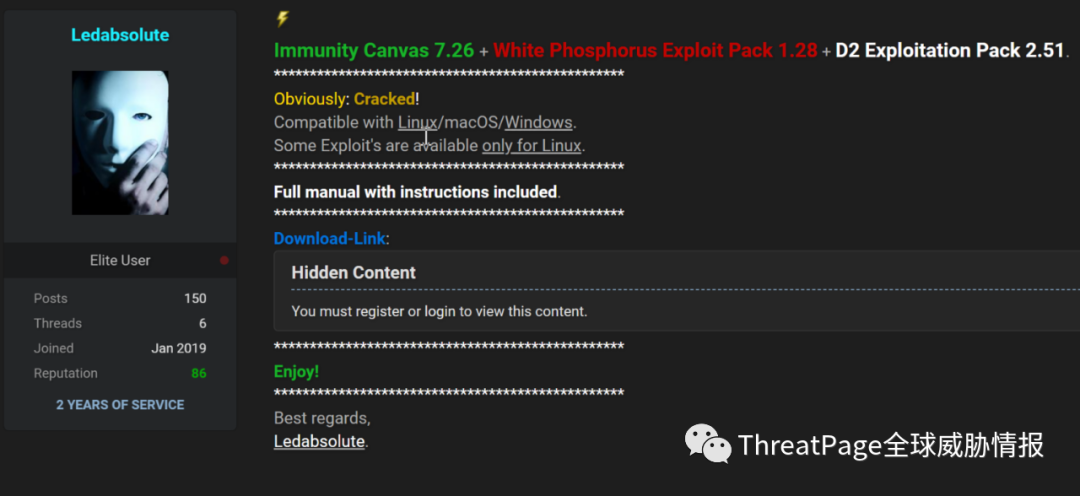 Ledabsolute
Elite User
Posts 150
Threads 6
Joined Jan 2019
Reputation 86
2 YEARS OF SERVICE
Immunity Canvas 7.26 + White Phosphorus Exploit Pack 1.28 + D2 Exploitation Pack 2.51.
**************************************************
Obviously: Cracked!
Compatible with Linux/macOS/Windows.
Some Exploit's are available only for Linux.
**************************************************
Full manual with instructions included.
**************************************************
Download-Link:
Hidden Content
You must register or login to view this content.
**************************************************
Enjoy!
**************************************************
Best regards,
Ledabsolute.
ThreatPage全球威胁情报